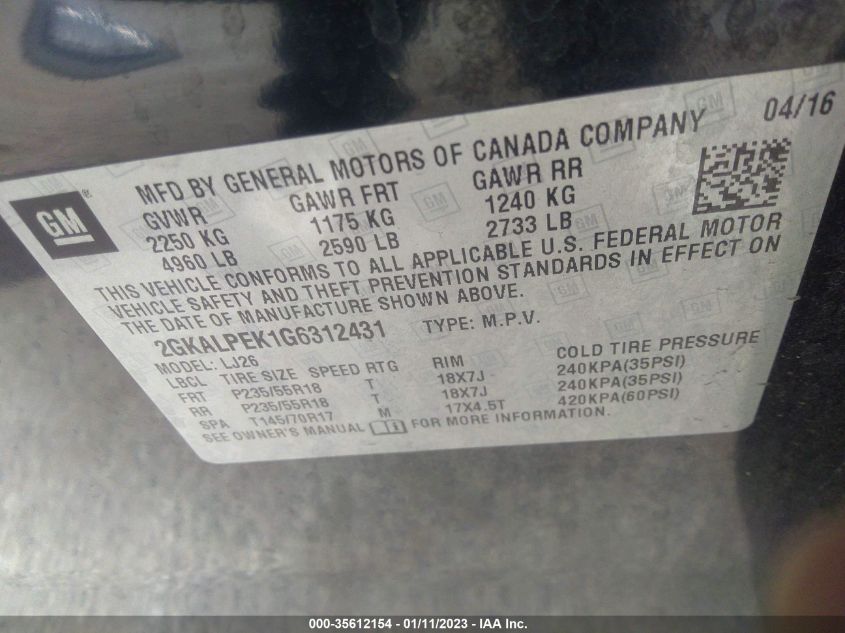 04/16
GM ®
MFD BY GENERAL MOTORS OF CANADA COMPANY
GVWR GAWR FRT GAWR RR
2250 KG 1175 KG 1240 KG
4960 LB 2590 LB 2733 LB
THIS VEHICLE CONFORMS TO ALL APPLICABLE U.S. FEDERAL MOTOR
VEHICLE SAFETY AND THEFT PREVENTION STANDARDS IN EFFECT ON
THE DATE OF MANUFACTURE SHOWN ABOVE.
2GKALPEK1G6312431 TYPE: M.P.V.
MODEL: LJ26
LBCL TIRE SIZE SPEED RTG RIM COLD TIRE PRESSURE
FRT P235/55R18 T 18X7J 240KPA(35PSI)
RR P235/55R18 T 18X7J 240KPA(35PSI)
SPA T145/70R17 M 17X4.5T 420KPA(60PSI)
SEE OWNER'S MANUAL FOR MORE INFORMATION.
000-35612154 - 01/11/2023 - IAA Inc.